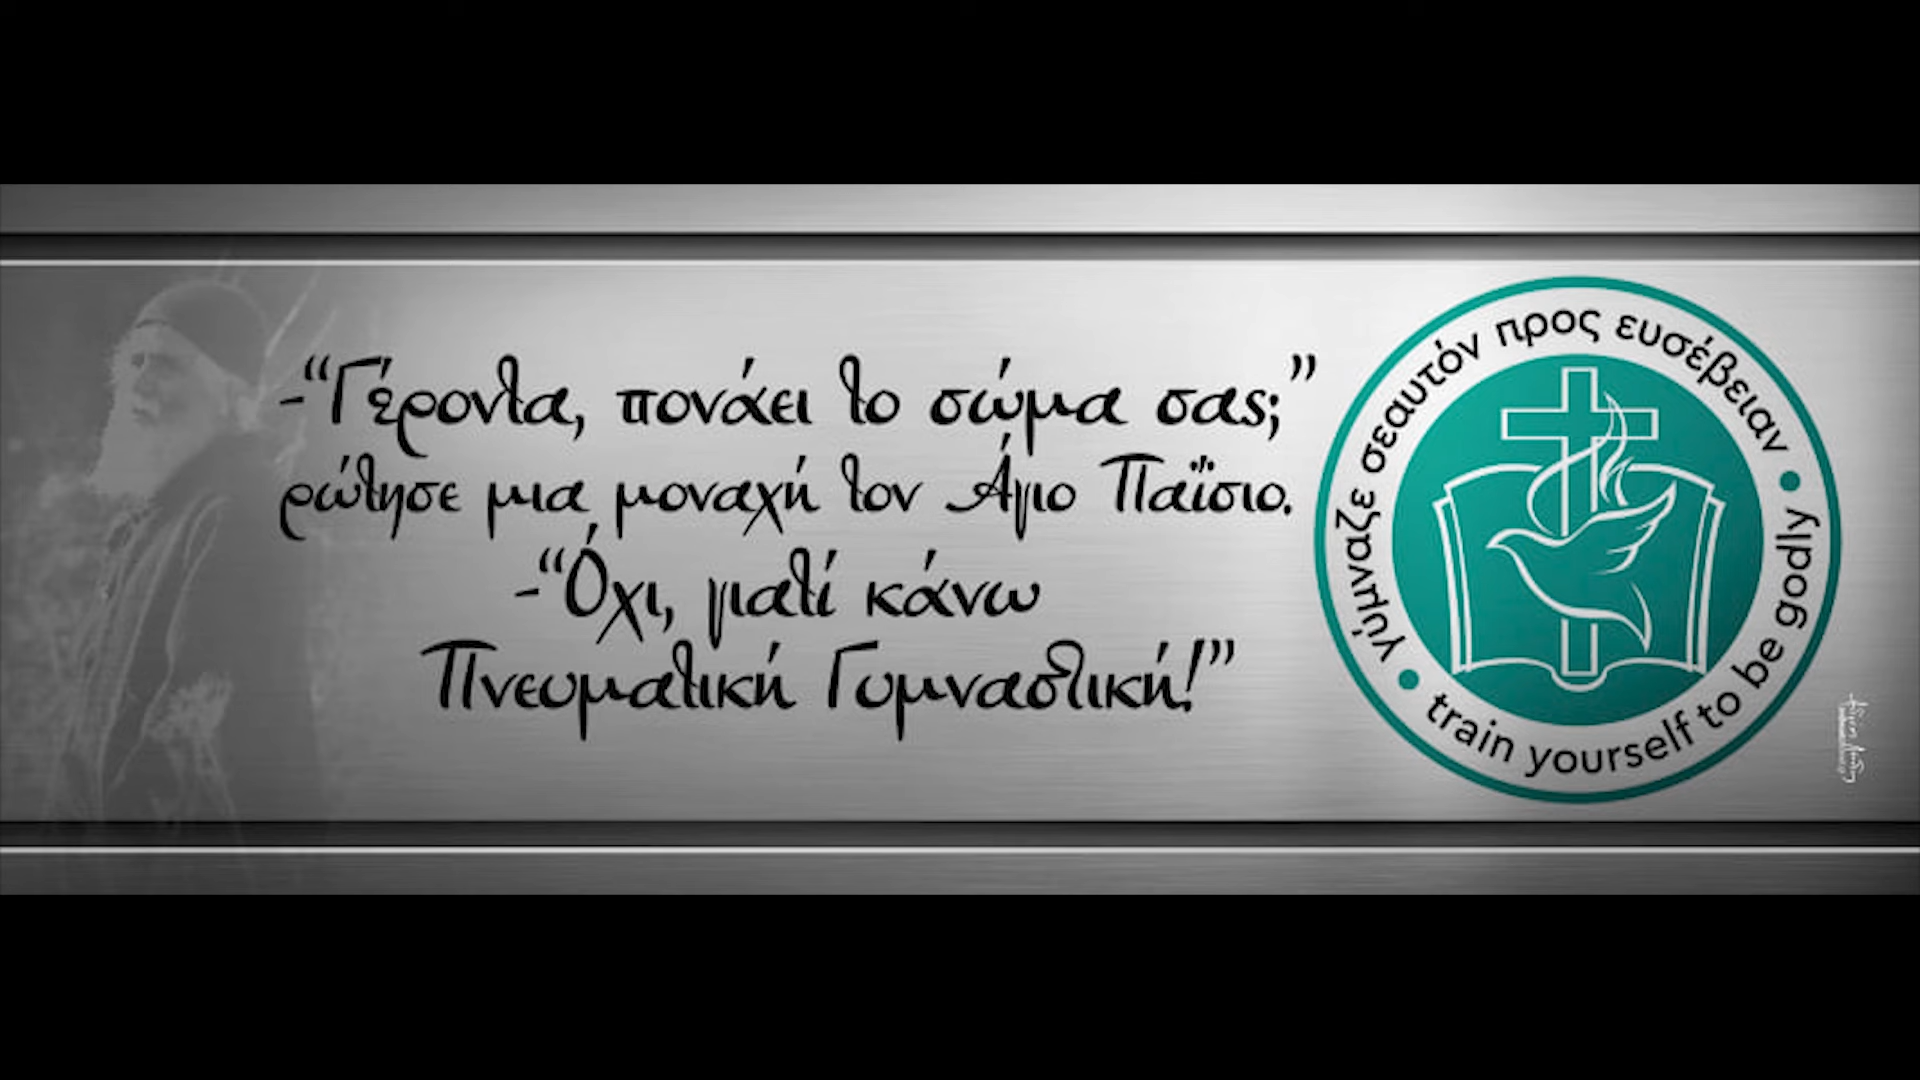 -“Γέροντα, πονάει το σώμα σας;”
ρώτησε μια μοναχή τον Άγιο Παΐσιο.
-“Όχι, γιατί κάνω
Πνευματική Γυμναστική!”
γύμναζε σεαυτόν προς ευσέβειαν
train yourself to be godly